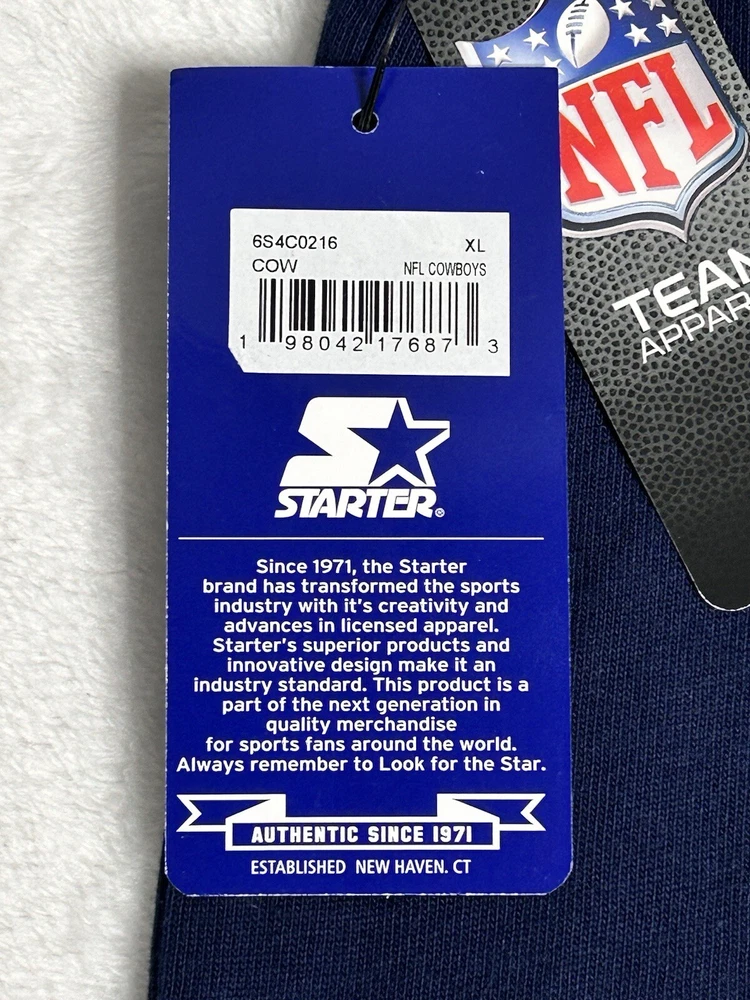 NFL
TEAM
APPAR
6S4C0216 XL
COW NFL COWBOYS
1 98042 17687 3
STARTER®
Since 1971, the Starter
brand has transformed the sports
industry with it's creativity and
advances in licensed apparel.
Starter's superior products and
innovative design make it an
industry standard. This product is a
part of the next generation in
quality merchandise
for sports fans around the world.
Always remember to Look for the Star.
AUTHENTIC SINCE 1971
ESTABLISHED NEW HAVEN. CT